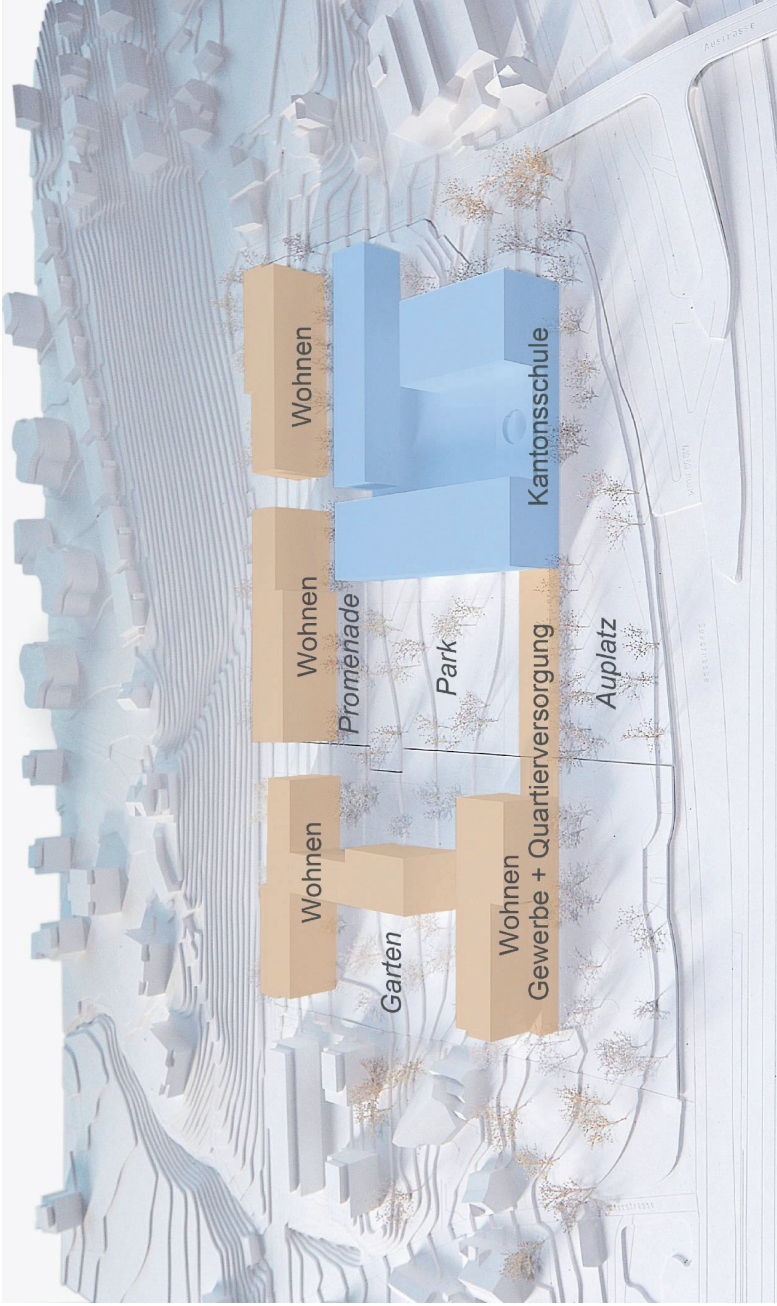 Wohnen
Wohnen
Wohnen
Promenade
Garten
Park
Wohnen
Gewerbe + Quartierversorgung
Kantonsschule
Auplatz